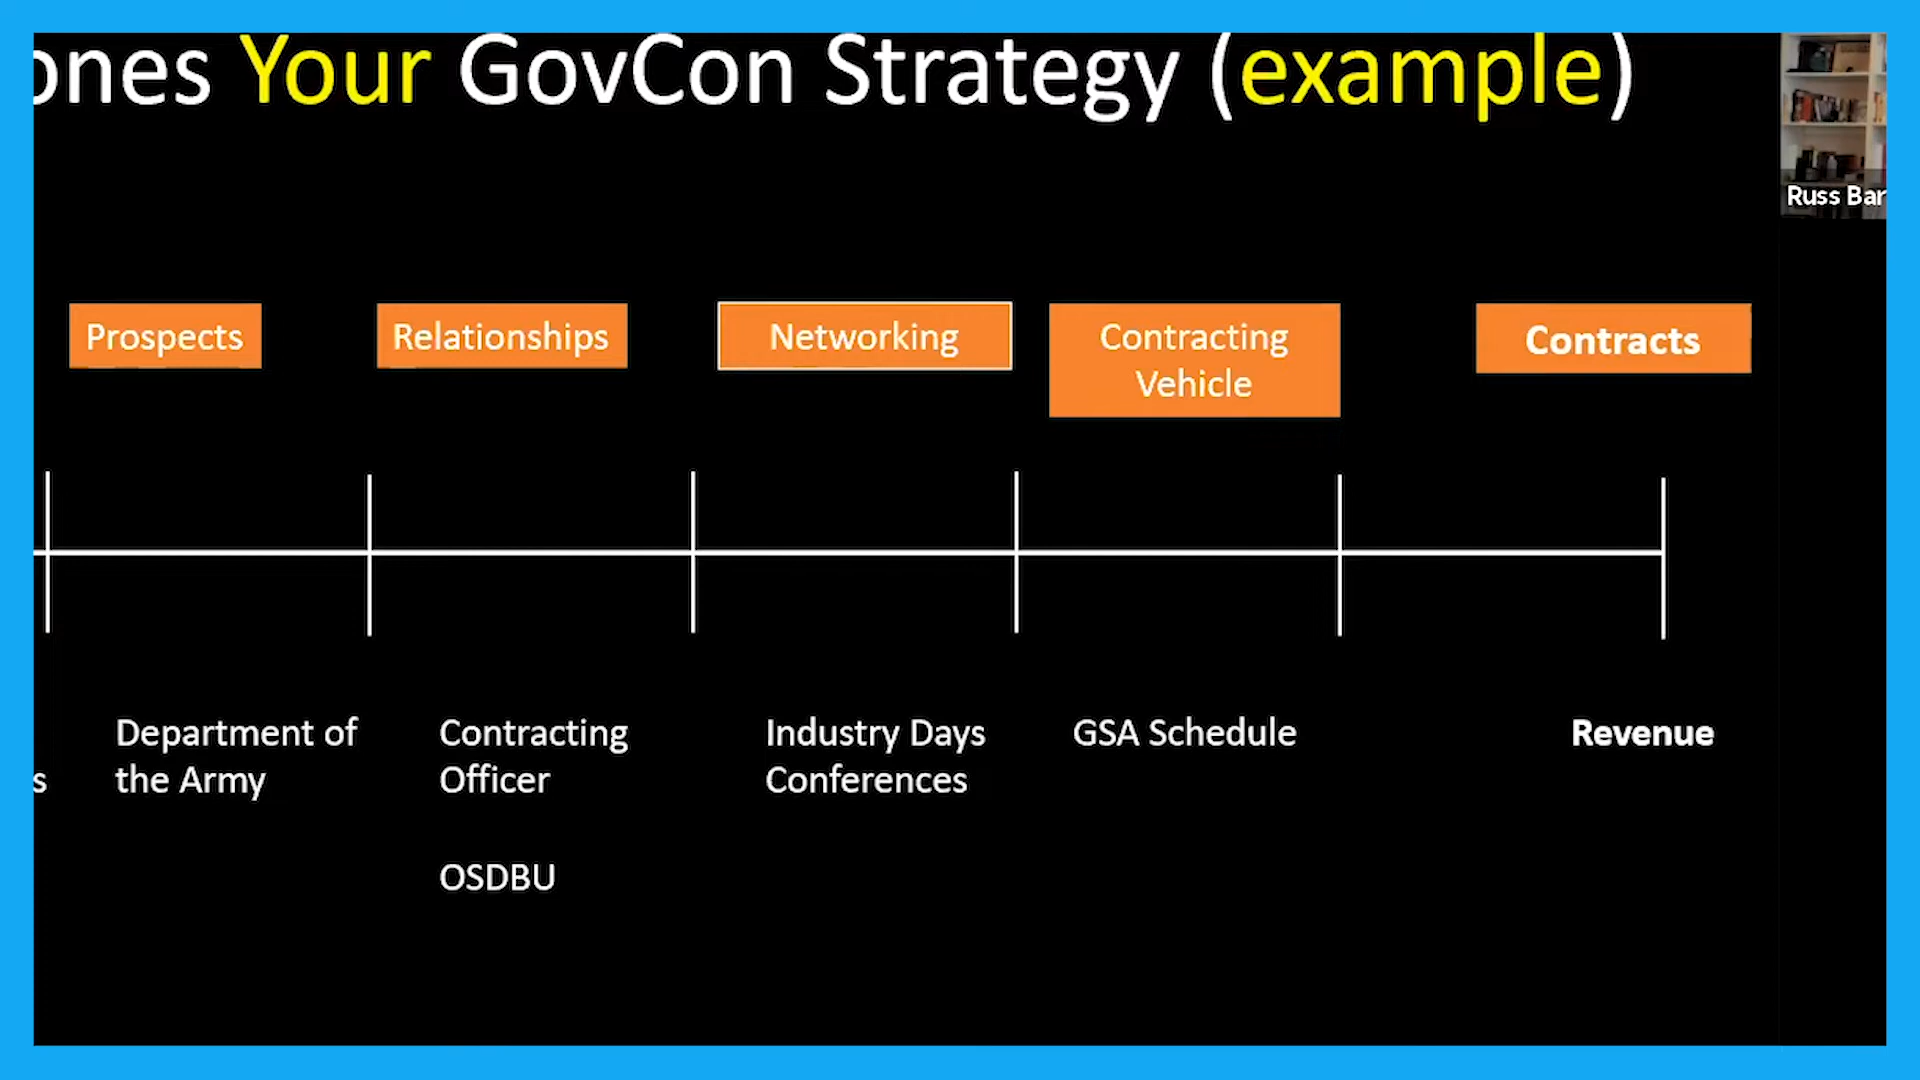 ones Your GovCon Strategy (example)
Russ Bar
Prospects
Relationships
Networking
Contracting
Vehicle
Contracts
Department of
the Army
s
Contracting
Officer
OSDBU
Industry Days
Conferences
GSA Schedule
Revenue